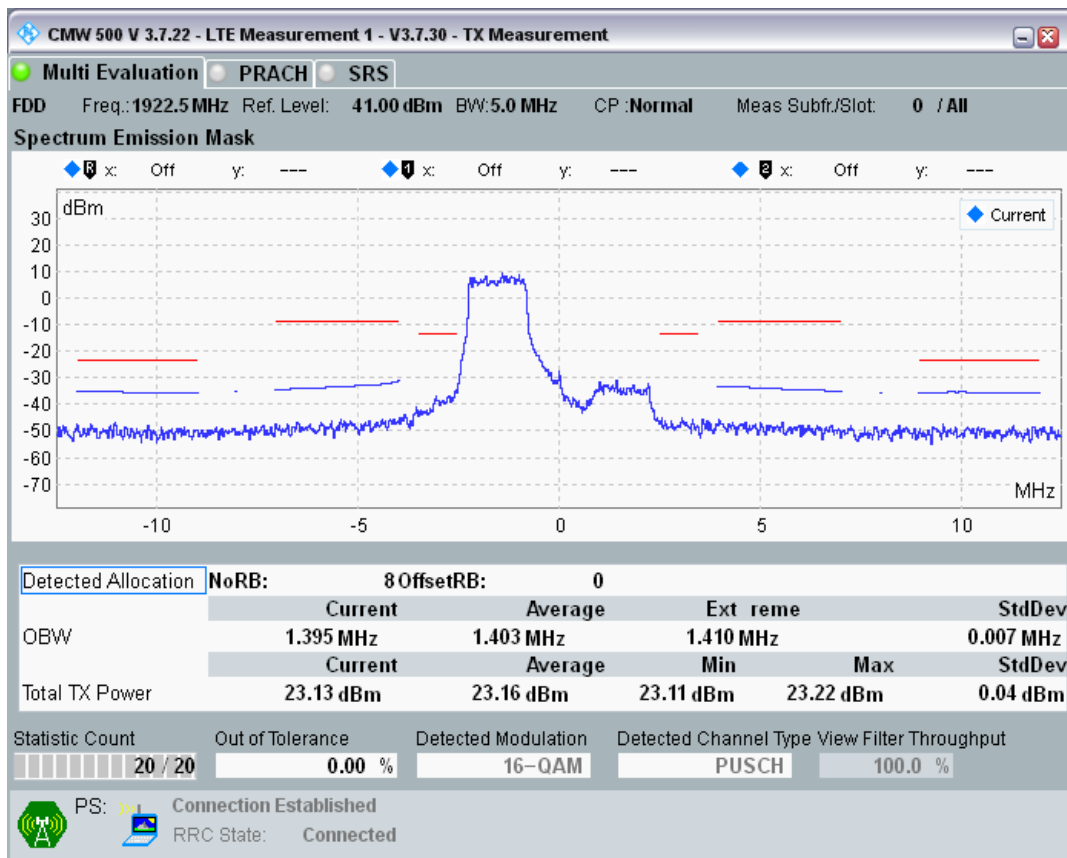 CMW 500 V 3.7.22 - LTE Measurement 1 - V3.7.30 - TX Measurement
Multi Evaluation PRACH SRS
FDD Freq.: 1922.5 MHz Ref. Level: 41.00 dBm BW: 5.0 MHz CP : Normal Meas Subfr./Slot: 0 / All
Spectrum Emission Mask
R x: Off y: --- 1 x: Off y: --- 2 x: Off y: ---
dBm
Current
30
20
10
0
-10
-20
-30
-40
-50
-60
-70
MHz
-10 -5 0 5 10
Detected Allocation NoRB: 8 OffsetRB: 0
Current Average Ext reme StdDev
OBW 1.395 MHz 1.403 MHz 1.410 MHz 0.007 MHz
Current Average Min Max StdDev
Total TX Power 23.13 dBm 23.16 dBm 23.11 dBm 23.22 dBm 0.04 dBm
Statistic Count Out of Tolerance Detected Modulation Detected Channel Type View Filter Throughput
20 / 20 0.00 % 16-QAM PUSCH 100.0 %
PS: Connection Established
RRC State: Connected